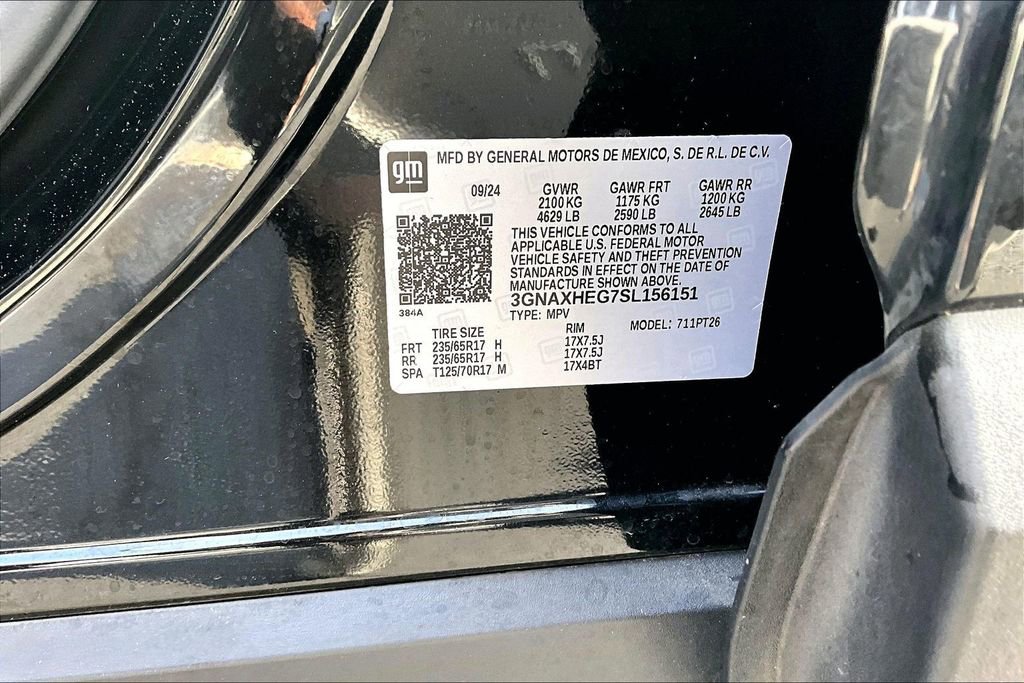 gm MFD BY GENERAL MOTORS DE MEXICO, S. DE R.L. DE C.V.
09/24 GVWR GAWR FRT GAWR RR
2100 KG 1175 KG 1200 KG
4629 LB 2590 LB 2645 LB
THIS VEHICLE CONFORMS TO ALL
APPLICABLE U.S. FEDERAL MOTOR
VEHICLE SAFETY AND THEFT PREVENTION
STANDARDS IN EFFECT ON THE DATE OF
MANUFACTURE SHOWN ABOVE.
3GNAXHEG7SL156151
384A TYPE: MPV
TIRE SIZE RIM MODEL: 711PT26
FRT 235/65R17 H 17X7.5J
RR 235/65R17 H 17X7.5J
SPA T125/70R17 M 17X4BT